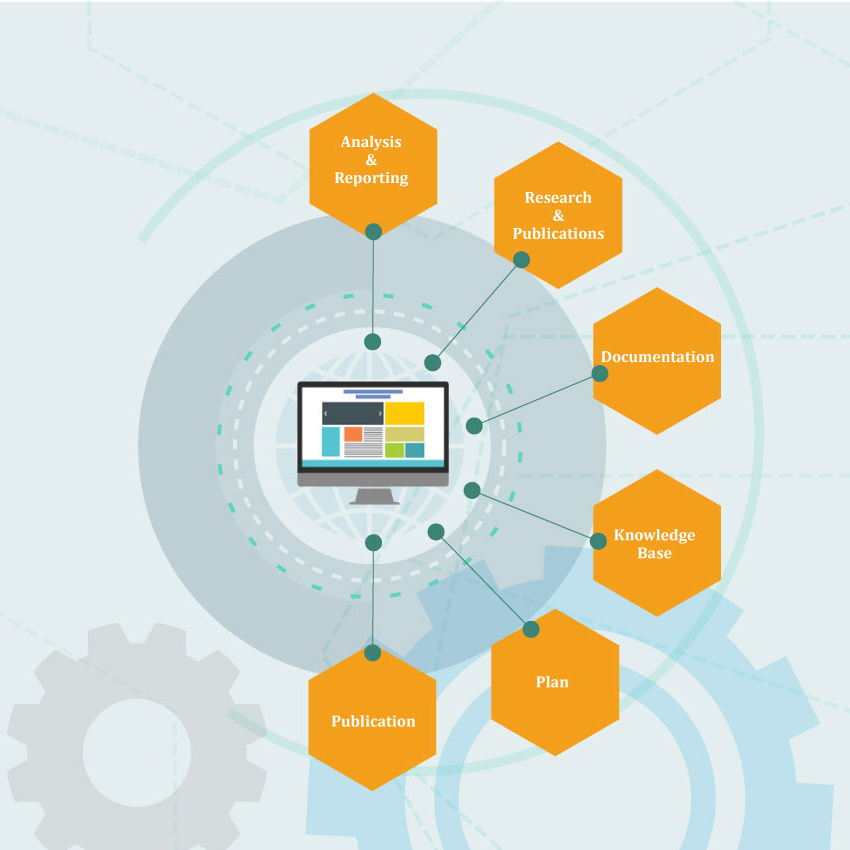 Analysis
&
Reporting
Research
&
Publications
Documentation
Knowledge
Base
Plan
Publication